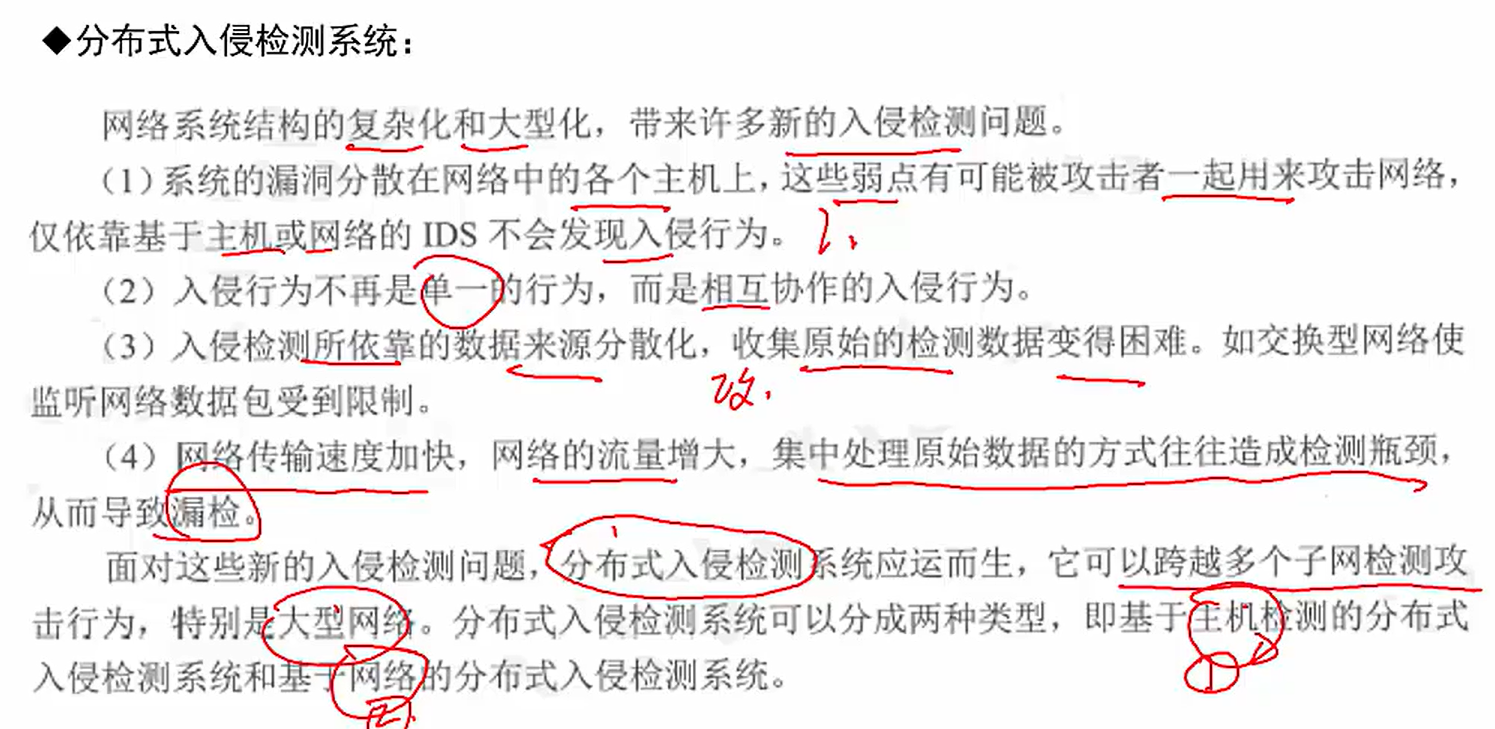 ◆分布式入侵检测系统：
网络系统结构的复杂化和大型化，带来许多新的入侵检测问题。
（1）系统的漏洞分散在网络中的各个主机上，这些弱点有可能被攻击者一起用来攻击网络，
仅依靠基于主机或网络的 IDS 不会发现入侵行为。
（2）入侵行为不再是单一的行为，而是相互协作的入侵行为。
（3）入侵检测所依靠的数据来源分散化，收集原始的检测数据变得困难。如交换型网络使
监听网络数据包受到限制。
（4）网络传输速度加快，网络的流量增大，集中处理原始数据的方式往往造成检测瓶颈，
从而导致漏检。
面对这些新的入侵检测问题，分布式入侵检测系统应运而生，它可以跨越多个子网检测攻
击行为，特别是大型网络。分布式入侵检测系统可以分成两种类型，即基于主机检测的分布式
入侵检测系统和基于网络的分布式入侵检测系统。